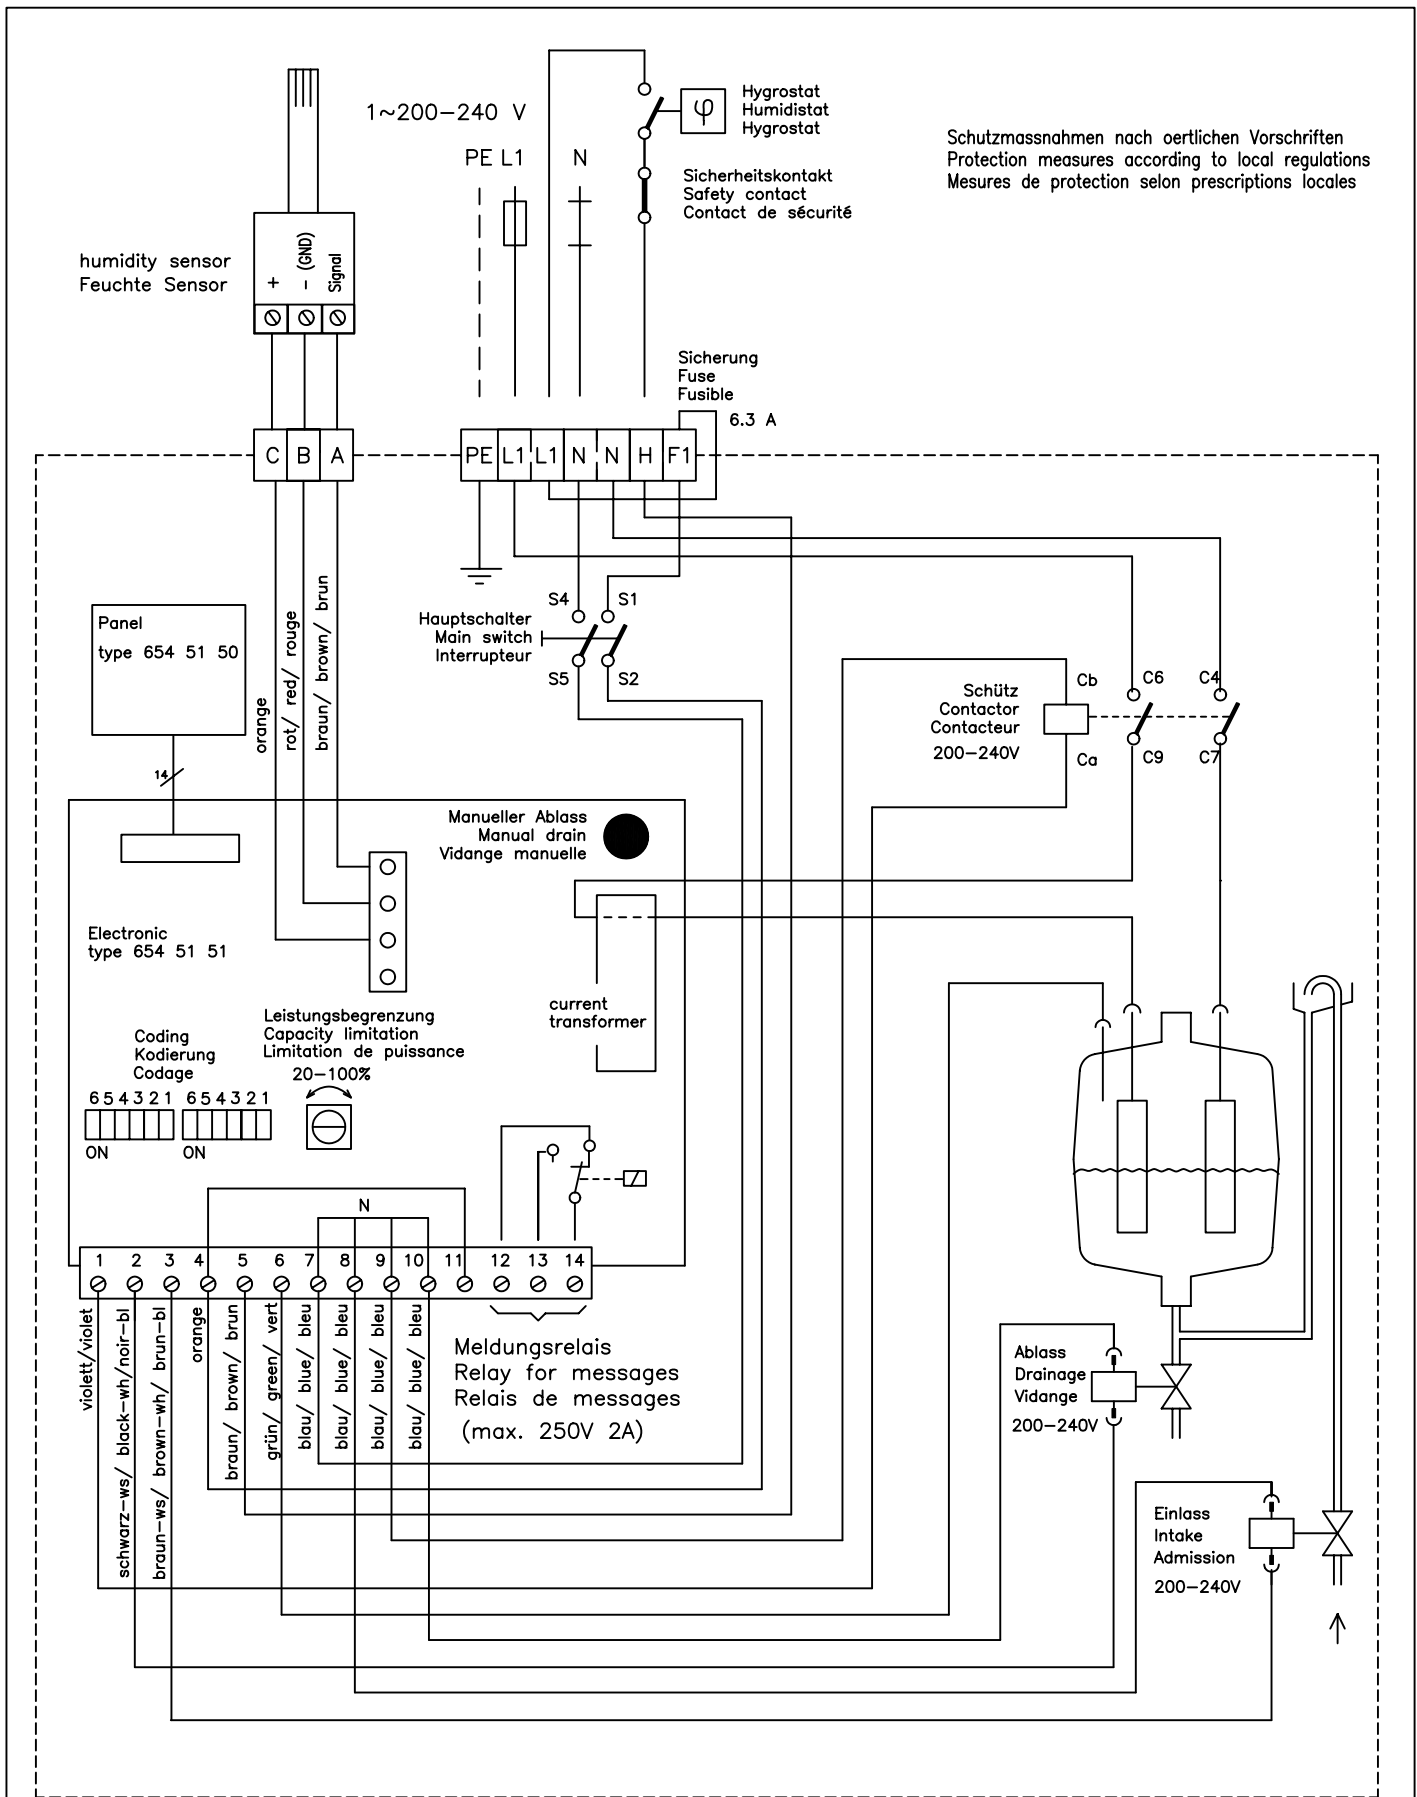 1~200-240 V
PE L1 N
Hygrostat
Humidistat
Hygrostat
φ
Sicherheitskontakt
Safety contact
Contact de sécurité
Schutzmassnahmen nach oertlichen Vorschriften
Protection measures according to local regulations
Mesures de protection selon prescriptions locales
humidity sensor
Feuchte Sensor
+
- (GND)
Signal
Sicherung
Fuse
Fusible
6.3 A
C B A
PE L1 L1 N N H F1
orange
rot/ red/ rouge
braun/ brown/ brun
Panel
type 654 51 50
14
S4 S1
Hauptschalter
Main switch
Interrupteur
S5 S2
Schütz
Contactor
Contacteur
200-240V
Cb
Ca
C6 C4
C9 C7
Manueller Ablass
Manual drain
Vidange manuelle
Electronic
type 654 51 51
current
transformer
Leistungsbegrenzung
Capacity limitation
Limitation de puissance
20-100%
Coding
Kodierung
Codage
6 5 4 3 2 1 6 5 4 3 2 1
ON ON
N
1 2 3 4 5 6 7 8 9 10 11 12 13 14
violett/violet
schwarz-ws/ black-wh/noir-bl
braun-ws/ brown-wh/ brun-bl
orange
braun/ brown/ brun
grün/ green/ vert
blau/ blue/ bleu
blau/ blue/ bleu
blau/ blue/ bleu
blau/ blue/ bleu
Meldungsrelais
Relay for messages
Relais de messages
(max. 250V 2A)
Ablass
Drainage
Vidange
200-240V
Einlass
Intake
Admission
200-240V